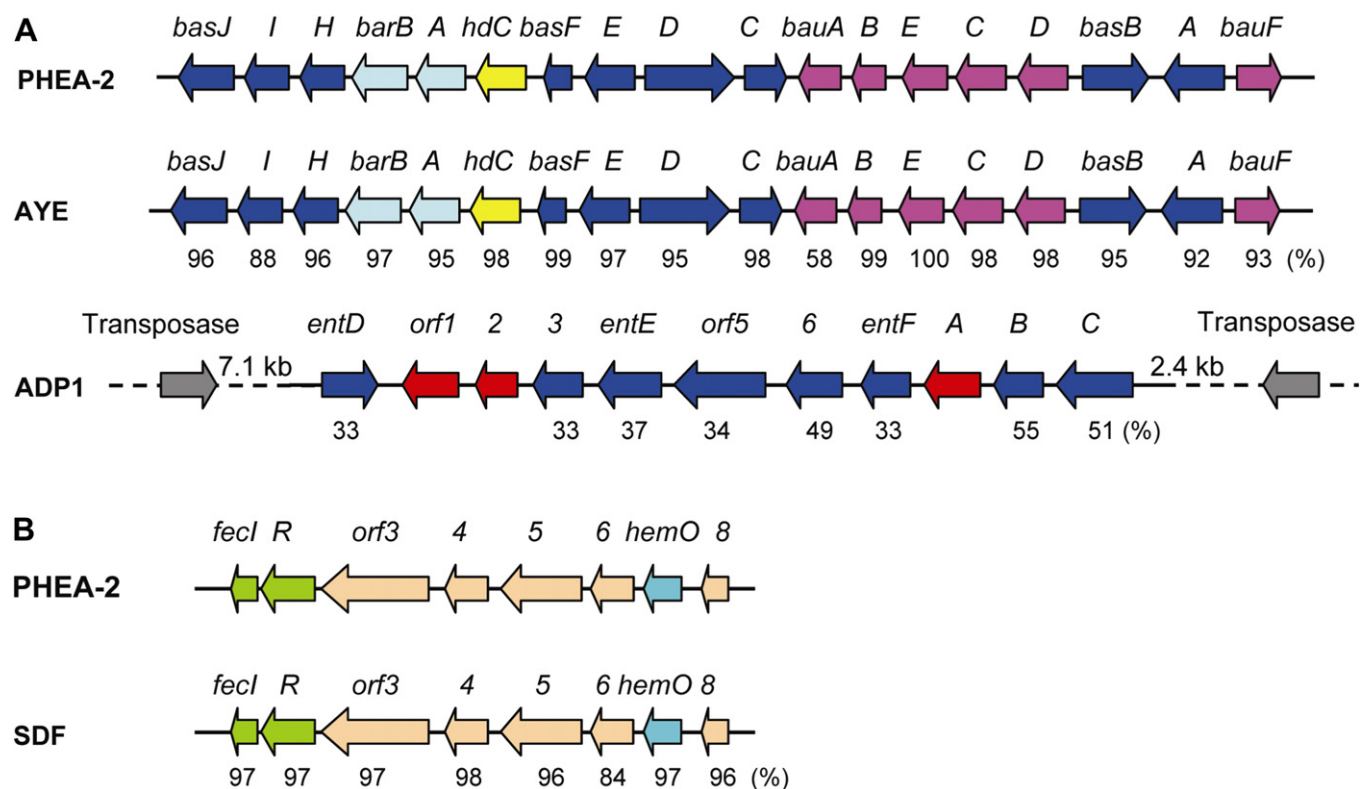 A
basJ I H barB A hdC basF E D C bauA B E C D basB A bauF
PHEA-2
basJ I H barB A hdC basF E D C bauA B E C D basB A bauF
AYE
96 88 96 97 95 98 99 97 95 98 58 99 100 98 98 95 92 93 (%)
Transposase entD orf1 2 3 entE orf5 6 entF A B C Transposase
7.1 kb 2.4 kb
ADP1
33 33 37 34 49 33 55 51 (%)
B
fecI R orf3 4 5 6 hemO 8
PHEA-2
fecI R orf3 4 5 6 hemO 8
SDF
97 97 97 98 96 84 97 96 (%)